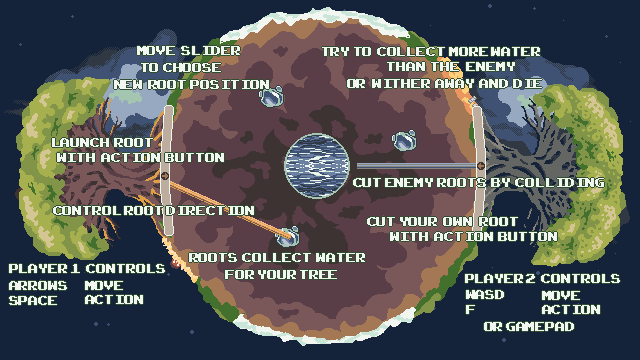 MOVE SLIDER
TO CHOOSE
NEW ROOT POSITION
TRY TO COLLECT MORE WATER
THAN THE ENEMY
OR WITHER AWAY AND DIE
LAUNCH ROOT
WITH ACTION BUTTON
CUT ENEMY ROOTS BY COLLIDING
CONTROL ROOT DIRECTION
CUT YOUR OWN ROOT
WITH ACTION BUTTON
ROOTS COLLECT WATER
FOR YOUR TREE
PLAYER 1 CONTROLS
ARROWS MOVE
SPACE ACTION
PLAYER 2 CONTROLS
WASD MOVE
F ACTION
OR GAMEPAD